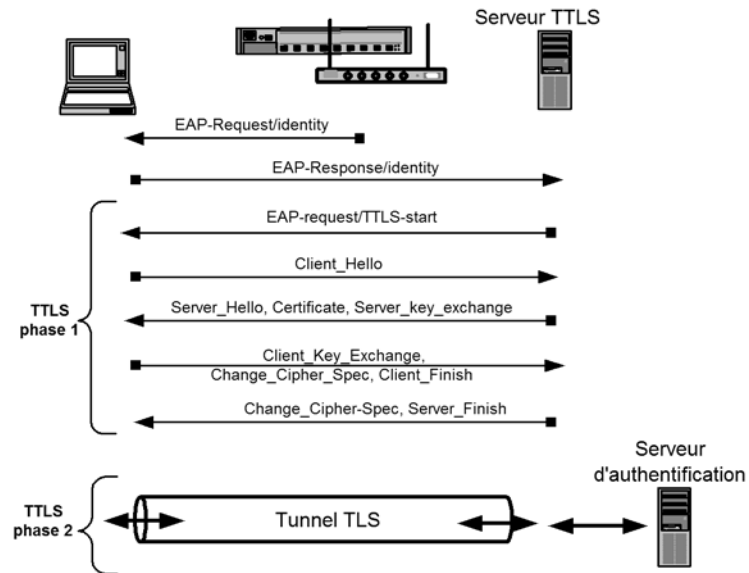 Serveur TTLS
EAP-Request/identity
EAP-Response/identity
EAP-request/TTLS-start
Client_Hello
TTLS
phase 1
Server_Hello, Certificate, Server_key_exchange
Client_Key_Exchange,
Change_Cipher_Spec, Client_Finish
Change_Cipher-Spec, Server_Finish
Serveur
d'authentification
TTLS
phase 2
Tunnel TLS